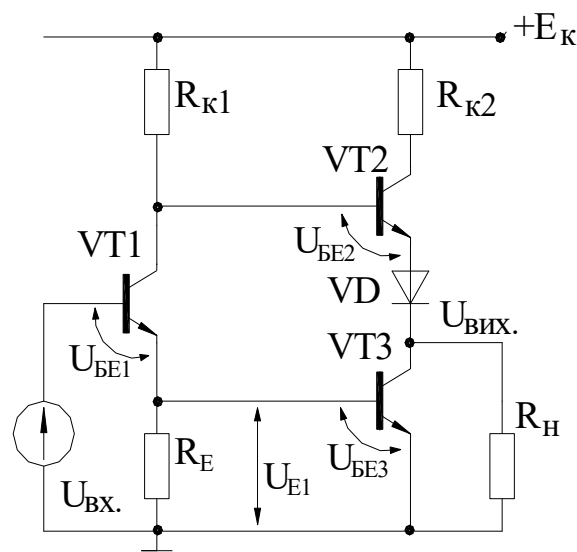 +Eк
Rк1
Rк2
VT2
VT1
UБЕ2
VD
Uвих.
UБЕ1
VT3
Rн
RЕ
UЕ1
UБЕ3
Uвх.